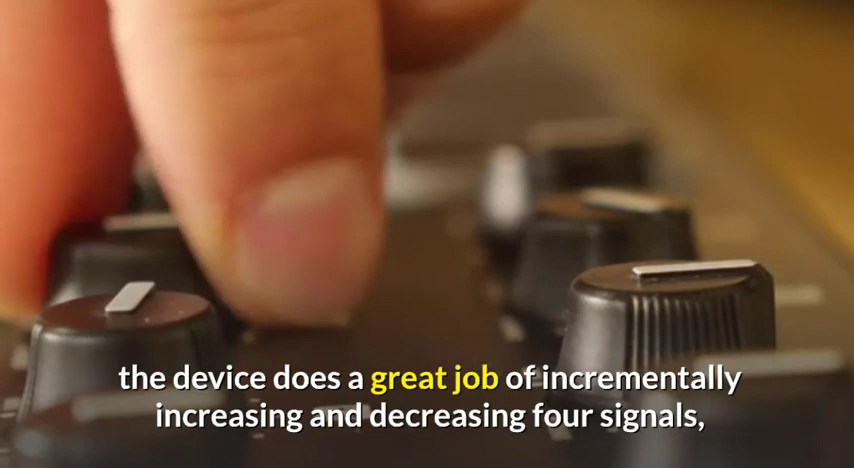 the device does a great job of incrementally
increasing and decreasing four signals,